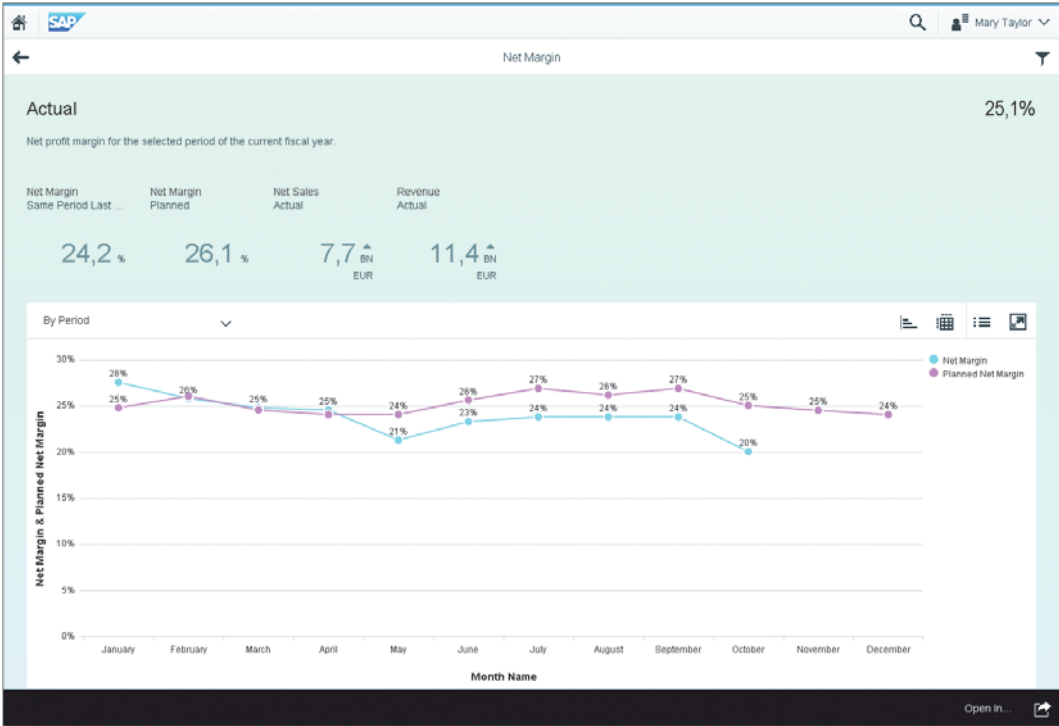 SAP
Mary Taylor
Net Margin
Actual
25,1%
Net profit margin for the selected period of the current fiscal year.
Net Margin
Same Period Last ...
Net Margin
Planned
Net Sales
Actual
Revenue
Actual
24,2 %
26,1 %
7,7 BN
EUR
11,4 BN
EUR
By Period
Net Margin
Planned Net Margin
Net Margin & Planned Net Margin
30%
25%
20%
15%
10%
5%
0%
28%
25%
26%
25%
25%
24%
21%
26%
23%
27%
24%
26%
24%
27%
24%
25%
20%
25%
24%
January
February
March
April
May
June
July
August
September
October
November
December
Month Name
Open In...